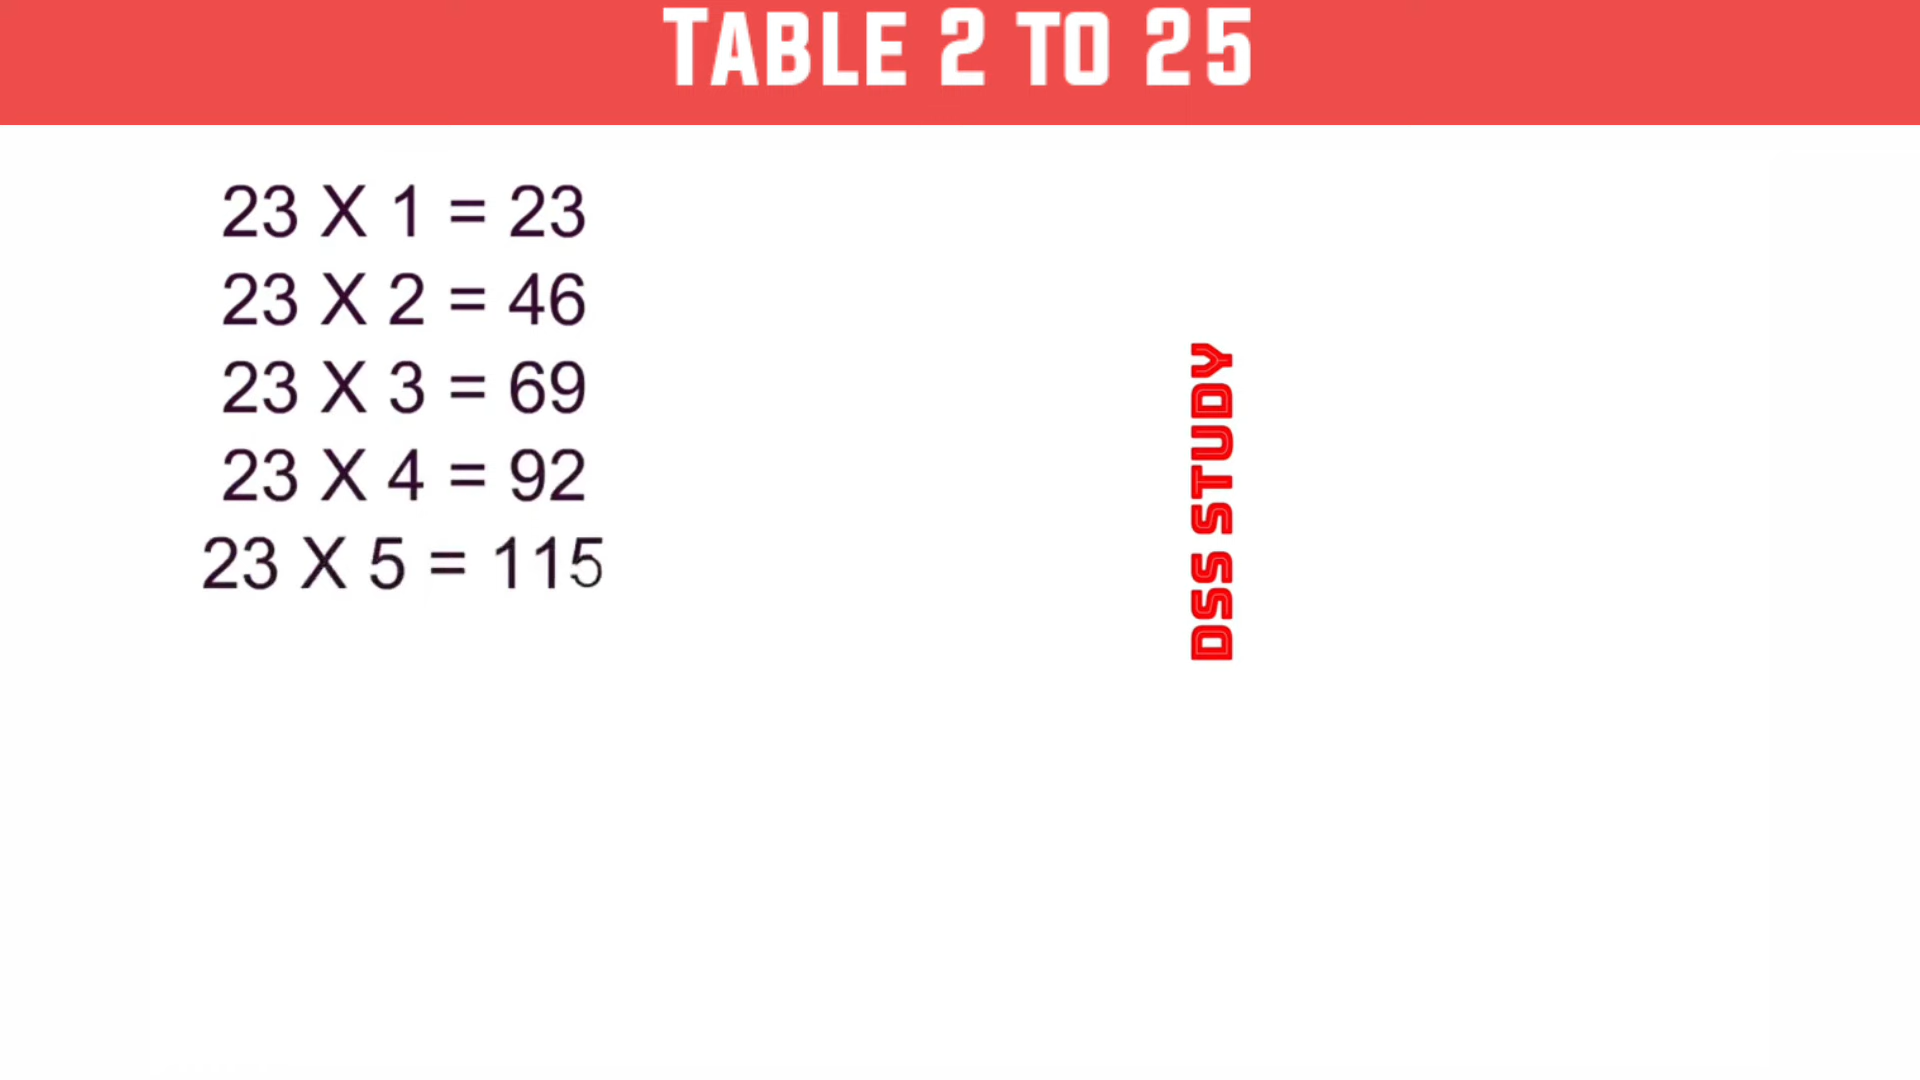 TABLE 2 TO 25
23 X 1 = 23
23 X 2 = 46
23 X 3 = 69
23 X 4 = 92
23 X 5 = 115
DSS STUDY